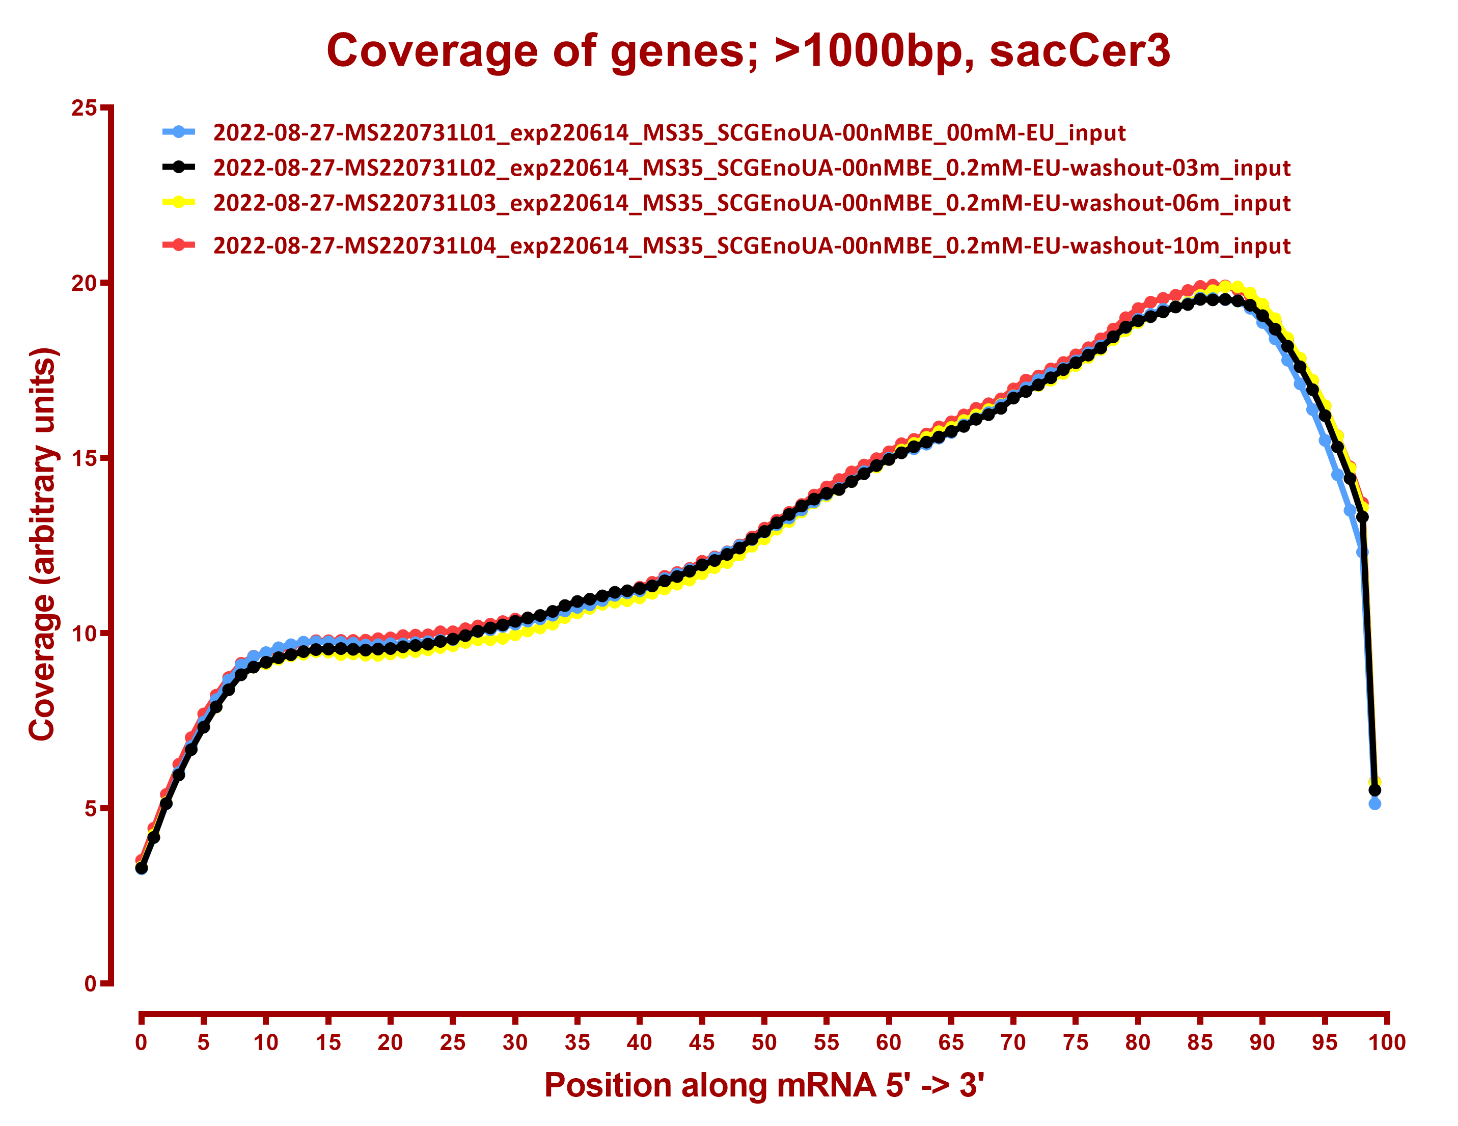 Coverage of genes; >1000bp, sacCer3
25
2022-08-27-MS220731L01_exp220614_MS35_SCGEnoUA-00nMBE_00mM-EU_input
2022-08-27-MS220731L02_exp220614_MS35_SCGEnoUA-00nMBE_0.2mM-EU-washout-03m_input
2022-08-27-MS220731L03_exp220614_MS35_SCGEnoUA-00nMBE_0.2mM-EU-washout-06m_input
2022-08-27-MS220731L04_exp220614_MS35_SCGEnoUA-00nMBE_0.2mM-EU-washout-10m_input
20
15
10
5
0
Coverage (arbitrary units)
0 5 10 15 20 25 30 35 40 45 50 55 60 65 70 75 80 85 90 95 100
Position along mRNA 5' -> 3'